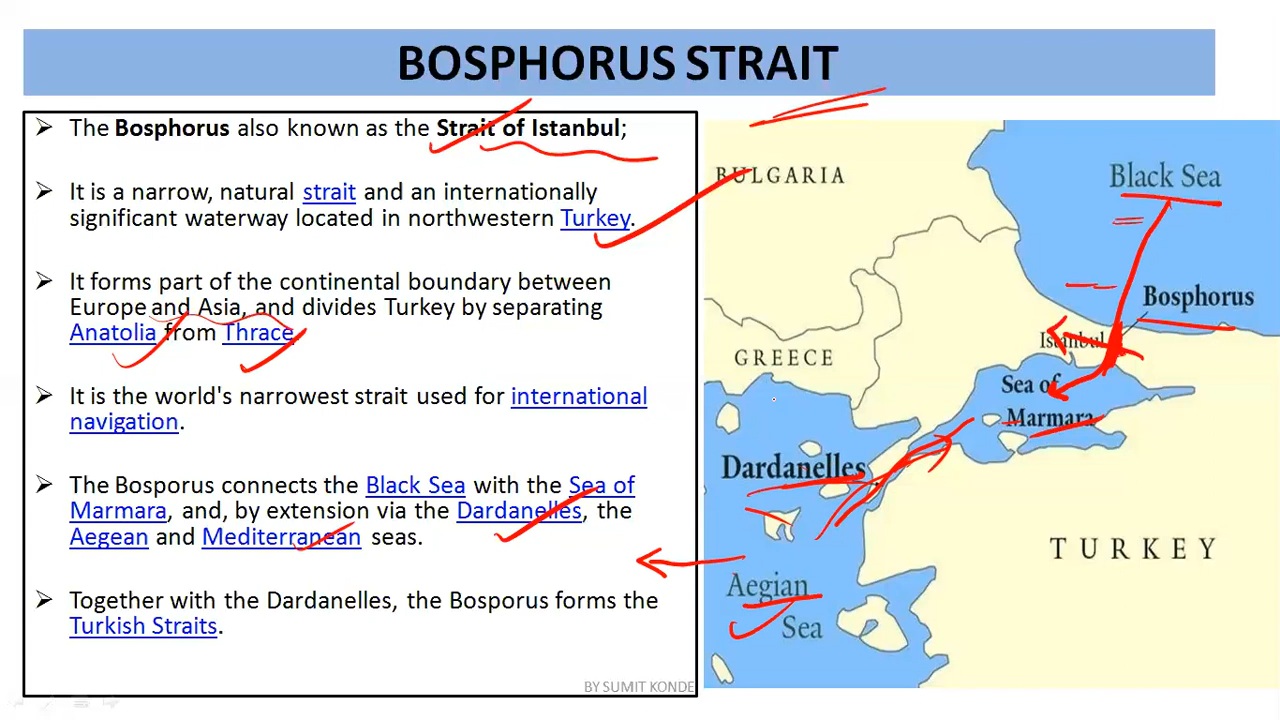 BOSPHORUS STRAIT
➢ The Bosphorus also known as the Strait of Istanbul;
➢ It is a narrow, natural strait and an internationally
significant waterway located in northwestern Turkey.
➢ It forms part of the continental boundary between
Europe and Asia, and divides Turkey by separating
Anatolia from Thrace.
➢ It is the world's narrowest strait used for international
navigation.
➢ The Bosporus connects the Black Sea with the Sea of
Marmara, and, by extension via the Dardanelles, the
Aegean and Mediterranean seas.
➢ Together with the Dardanelles, the Bosporus forms the
Turkish Straits.
BY SUMIT KONDE
BULGARIA
Black Sea
Bosphorus
Istanbul
GREECE
Sea of
Marmara
Dardanelles
TURKEY
Aegian
Sea